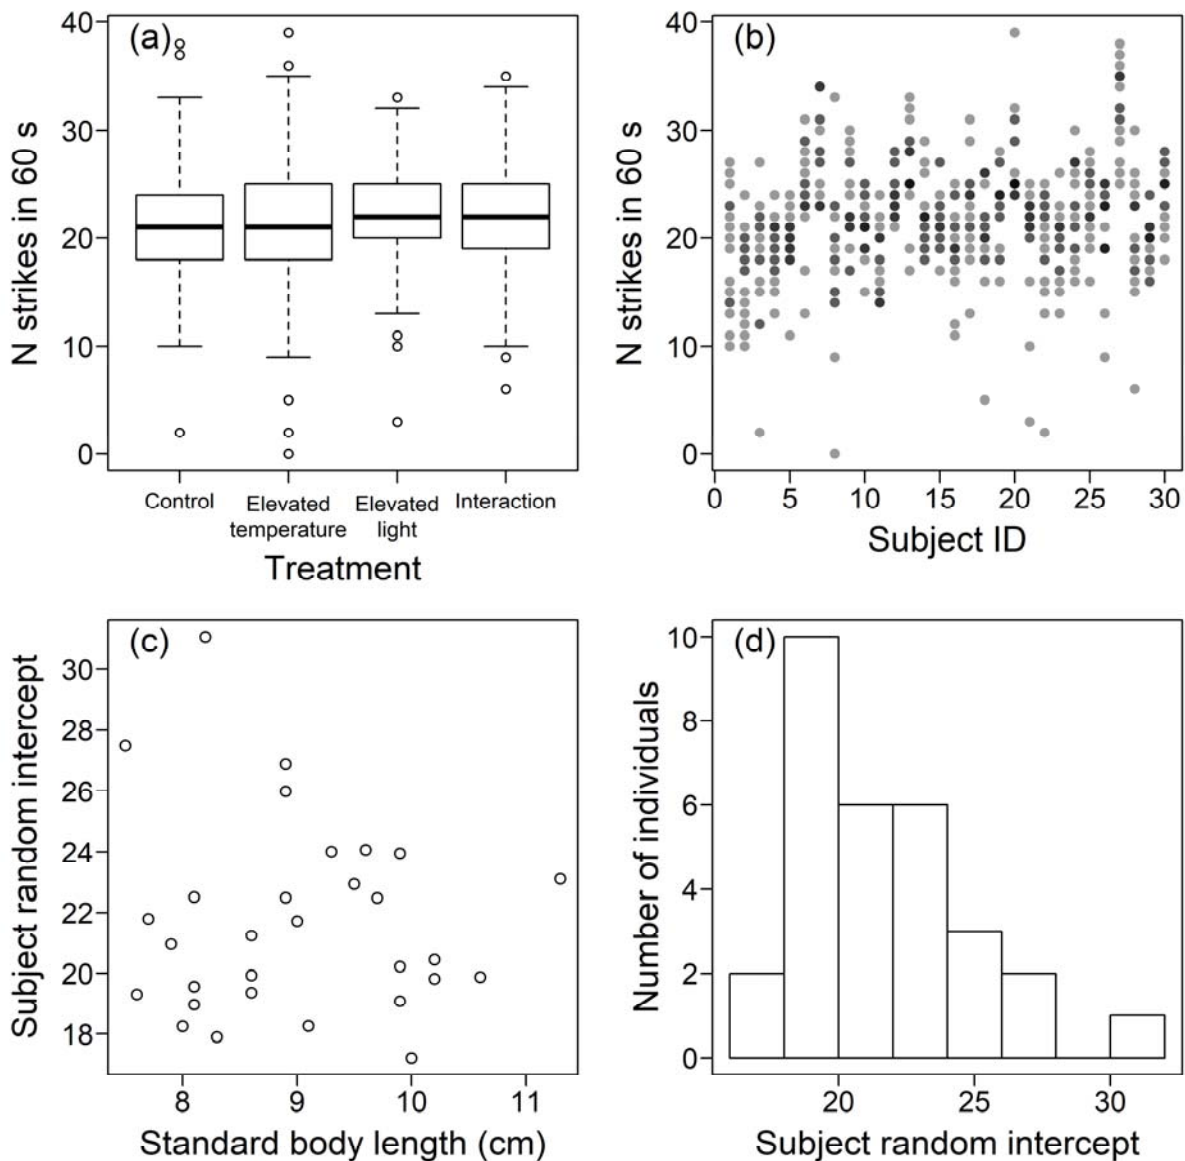 (a)
N strikes in 60 s
40
30
20
10
0
Control
Elevated temperature
Elevated light
Interaction
Treatment
(b)
N strikes in 60 s
40
30
20
10
0
0 5 10 15 20 25 30
Subject ID
(c)
Subject random intercept
30
28
26
24
22
20
18
8 9 10 11
Standard body length (cm)
(d)
Number of individuals
10
8
6
4
2
0
20 25 30
Subject random intercept